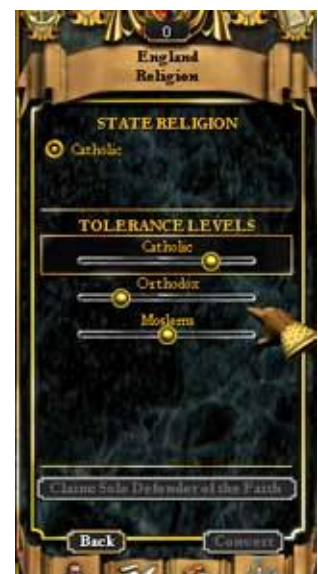 0
England
Religion
STATE RELIGION
Catholic
TOLERANCE LEVELS
Catholic
Orthodox
Moslems
Claim Sole Defender of the Faith
Back
Convert